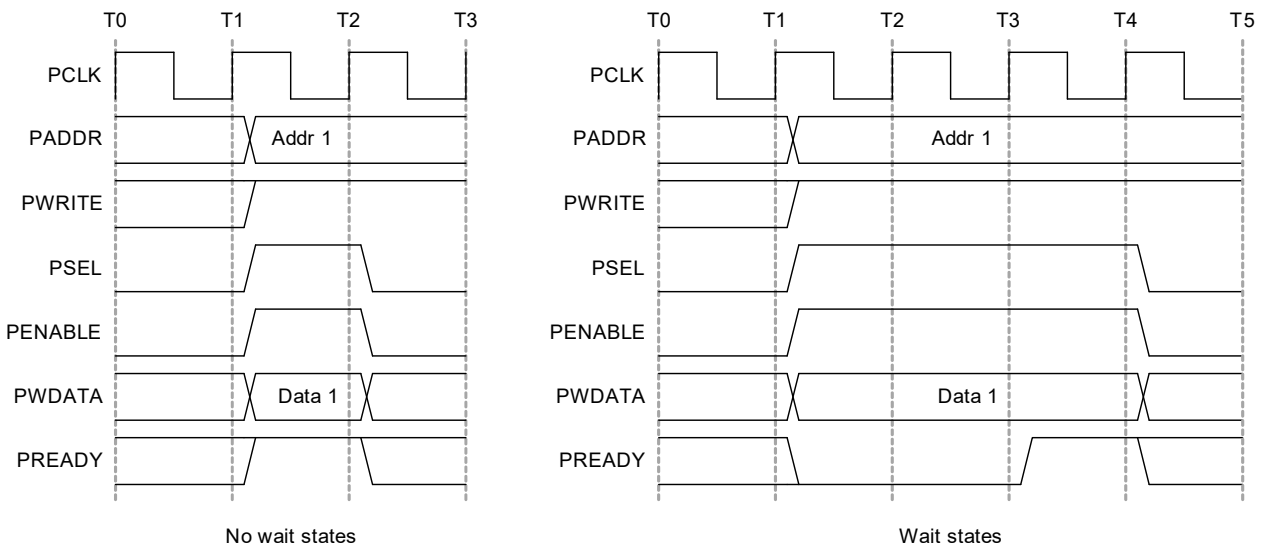 T0 T1 T2 T3
PCLK
PADDR Addr 1
PWRITE
PSEL
PENABLE
PWDATA Data 1
PREADY
No wait states
T0 T1 T2 T3 T4 T5
PCLK
PADDR Addr 1
PWRITE
PSEL
PENABLE
PWDATA Data 1
PREADY
Wait states